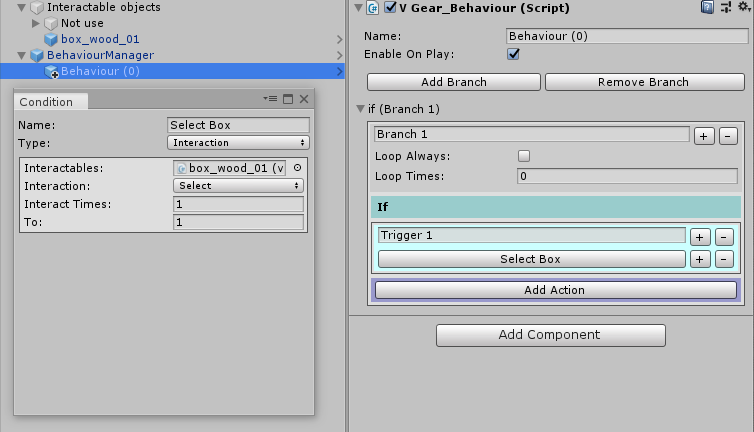 Interactable objects
Not use
box_wood_01
BehaviourManager
Behaviour (0)
Condition
Name: Select Box
Type: Interaction
Interactables: box_wood_01 (v
Interaction: Select
Interact Times: 1
To: 1
V Gear_Behaviour (Script)
Name: Behaviour (0)
Enable On Play:
Add Branch Remove Branch
if (Branch 1)
Branch 1 + -
Loop Always:
Loop Times: 0
If
Trigger 1 + -
Select Box + -
Add Action
Add Component